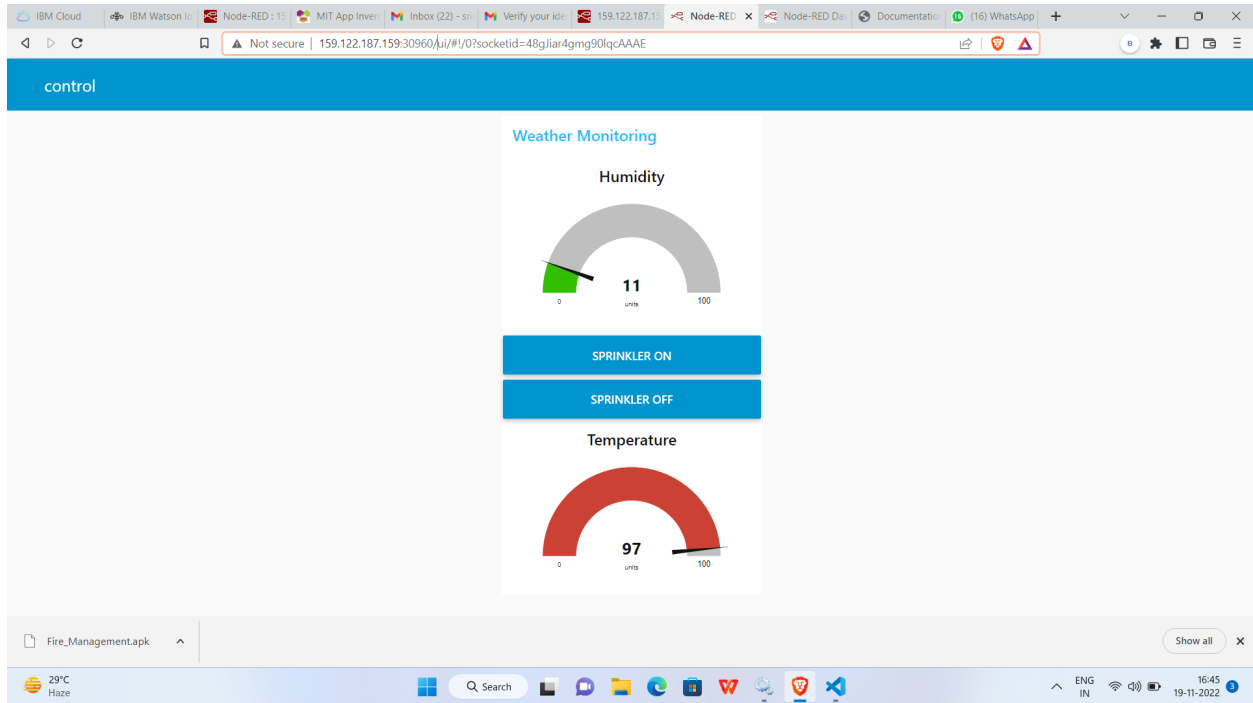 IBM Cloud
IBM Watson Io
Node-RED : 15
MIT App Inven
Inbox (22) - sri
Verify your ide
159.122.187.15
Node-RED
Node-RED Da
Documentatio
(16) WhatsApp
Not secure | 159.122.187.159:30960/ui/#!/0?socketid=48gJiar4gmg90lqcAAAE
control
Weather Monitoring
Humidity
11
units
0
100
SPRINKLER ON
SPRINKLER OFF
Temperature
97
units
0
100
Fire_Management.apk
Show all
29°C
Haze
Search
ENG
IN
16:45
19-11-2022
3